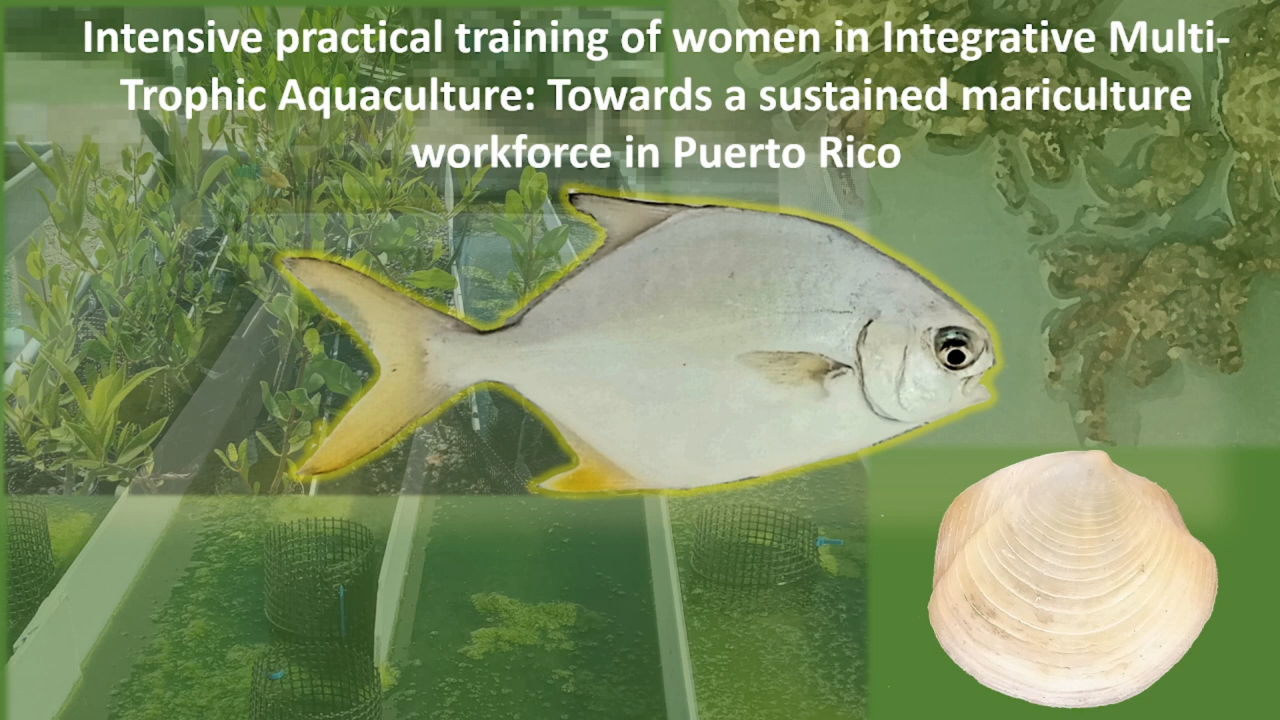 Intensive practical training of women in Integrative Multi-
Trophic Aquaculture: Towards a sustained mariculture
workforce in Puerto Rico